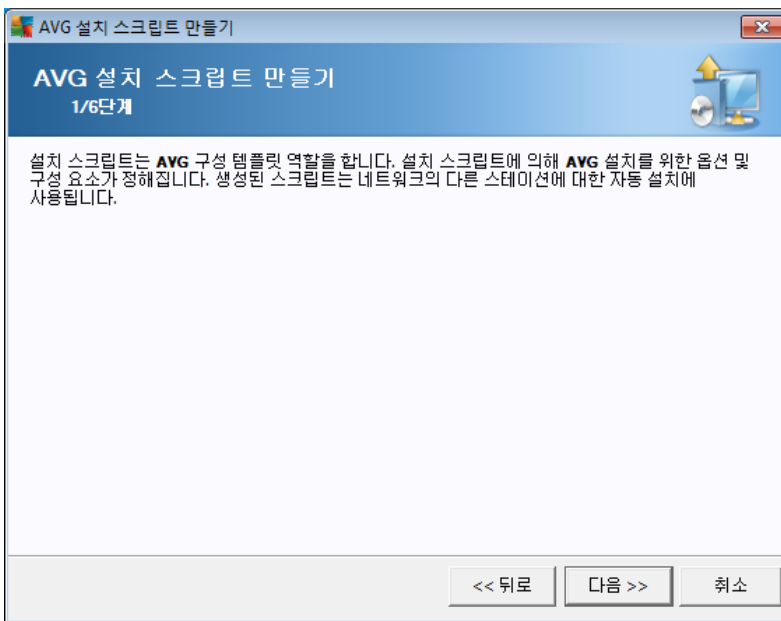 AVG 설치 스크립트 만들기
AVG 설치 스크립트 만들기
1/6단계
설치 스크립트는 AVG 구성 템플릿 역할을 합니다. 설치 스크립트에 의해 AVG 설치를 위한 옵션 및
구성 요소가 정해집니다. 생성된 스크립트는 네트워크의 다른 스테이션에 대한 자동 설치에
사용됩니다.
<< 뒤로 다음 >> 취소